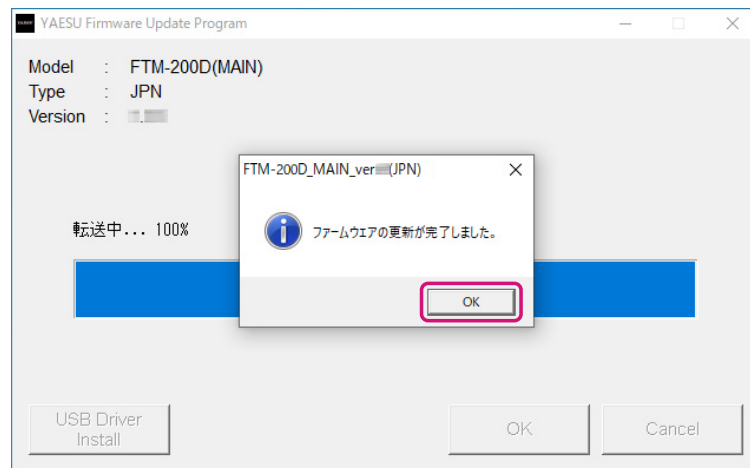 YAESU Firmware Update Program
Model : FTM-200D(MAIN)
Type : JPN
Version :
FTM-200D_MAIN_ver (JPN)
転送中... 100%
ファームウエアの更新が完了しました。
OK
USB Driver
Install
OK
Cancel